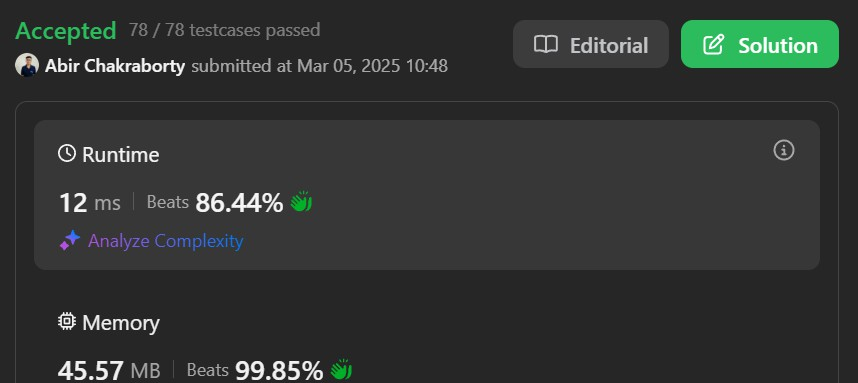 Accepted 78 / 78 testcases passed
Editorial
Solution
Abir Chakraborty submitted at Mar 05, 2025 10:48
Runtime
12 ms Beats 86.44%
Analyze Complexity
Memory
45.57 MB Beats 99.85%